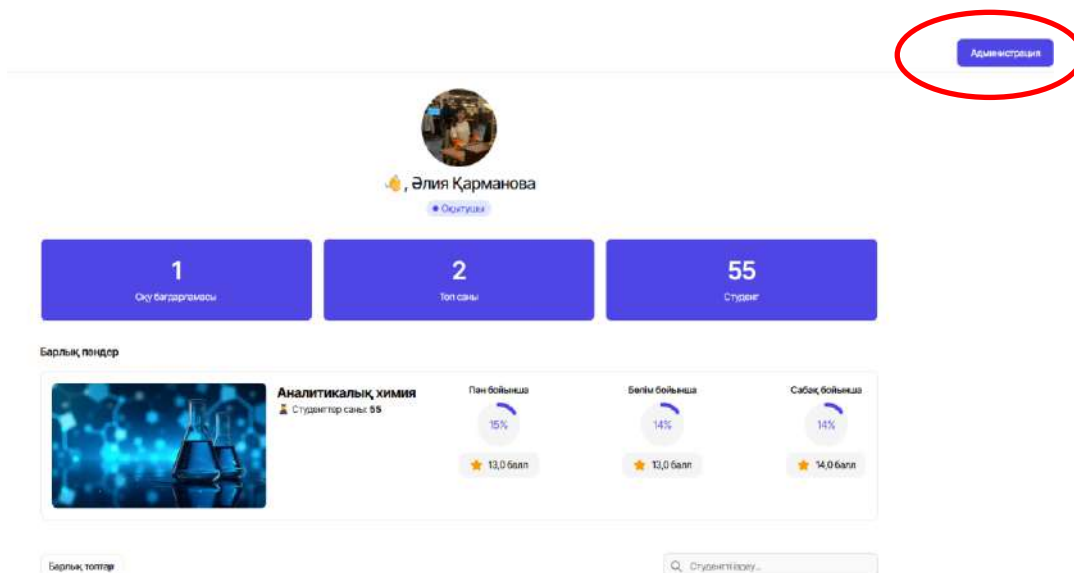 Администрация
👋, Әлия Қарманова
Оқытушы
1
Оқу бағдарламасы
2
Топ саны
55
Студент
Барлық пәндер
Аналитикалық химия
Студенттер саны: 55
Пән бойынша
15%
13,0 балл
Бөлім бойынша
14%
13,0 балл
Сабақ бойынша
14%
14,0 балл
Барлық топтар
Студентті іздеу...